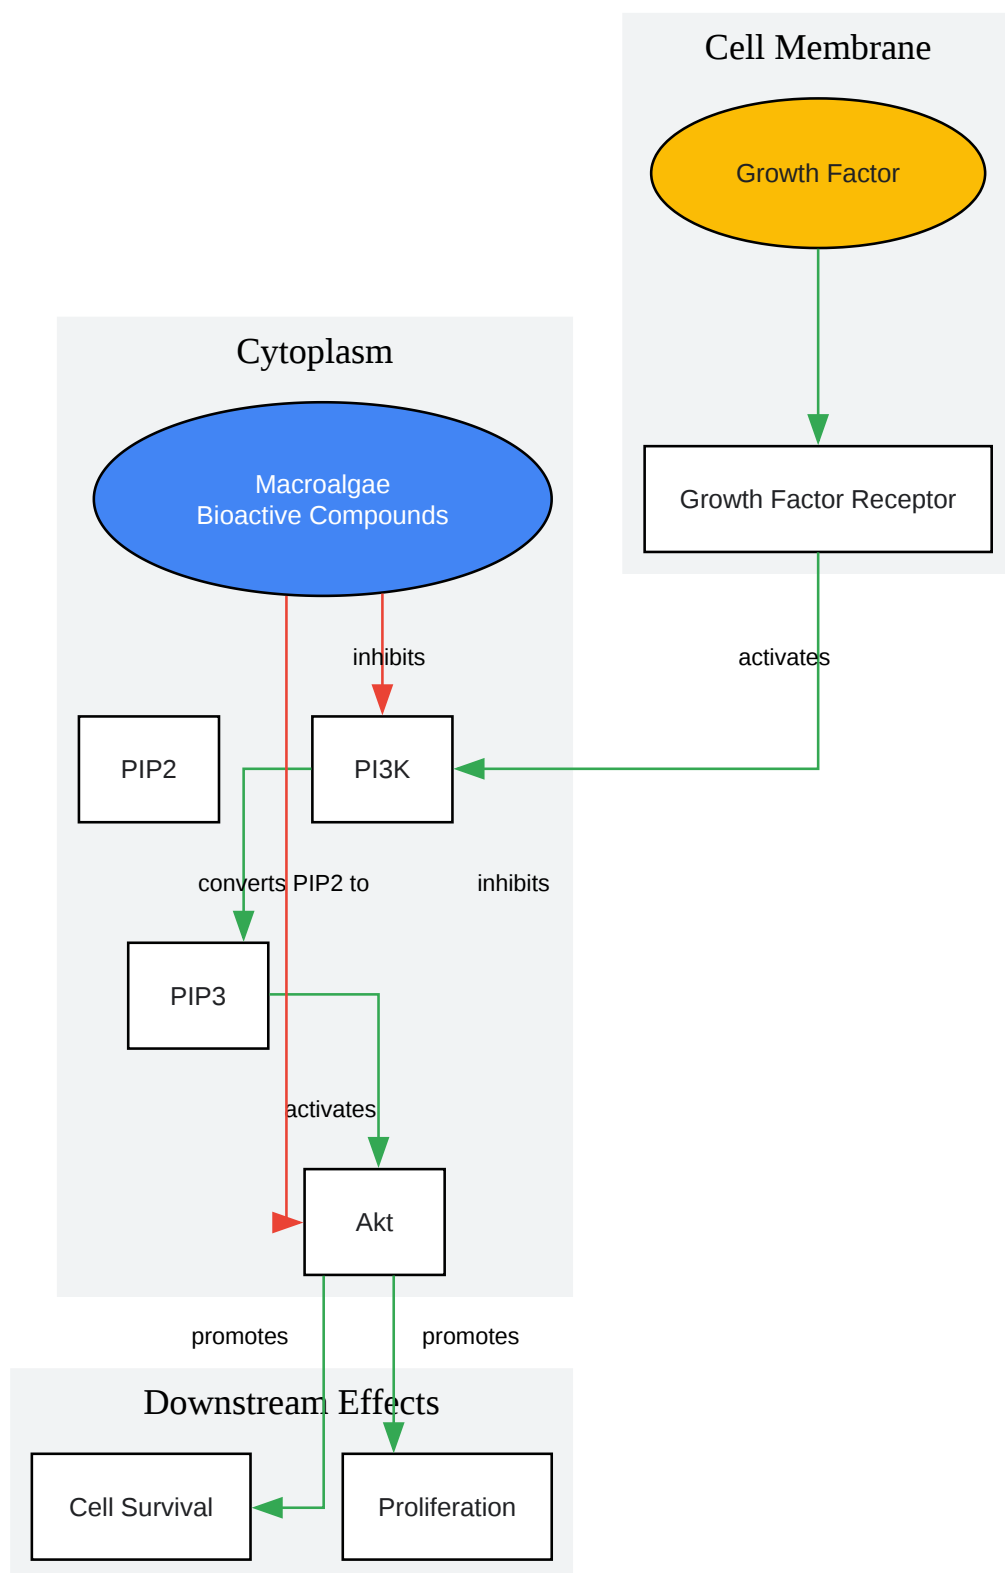 Cell Membrane
Growth Factor
Cytoplasm
Macroalgae
Bioactive Compounds
Growth Factor Receptor
inhibits
activates
PIP2
PI3K
converts PIP2 to
inhibits
PIP3
activates
Akt
promotes
promotes
Downstream Effects
Cell Survival
Proliferation